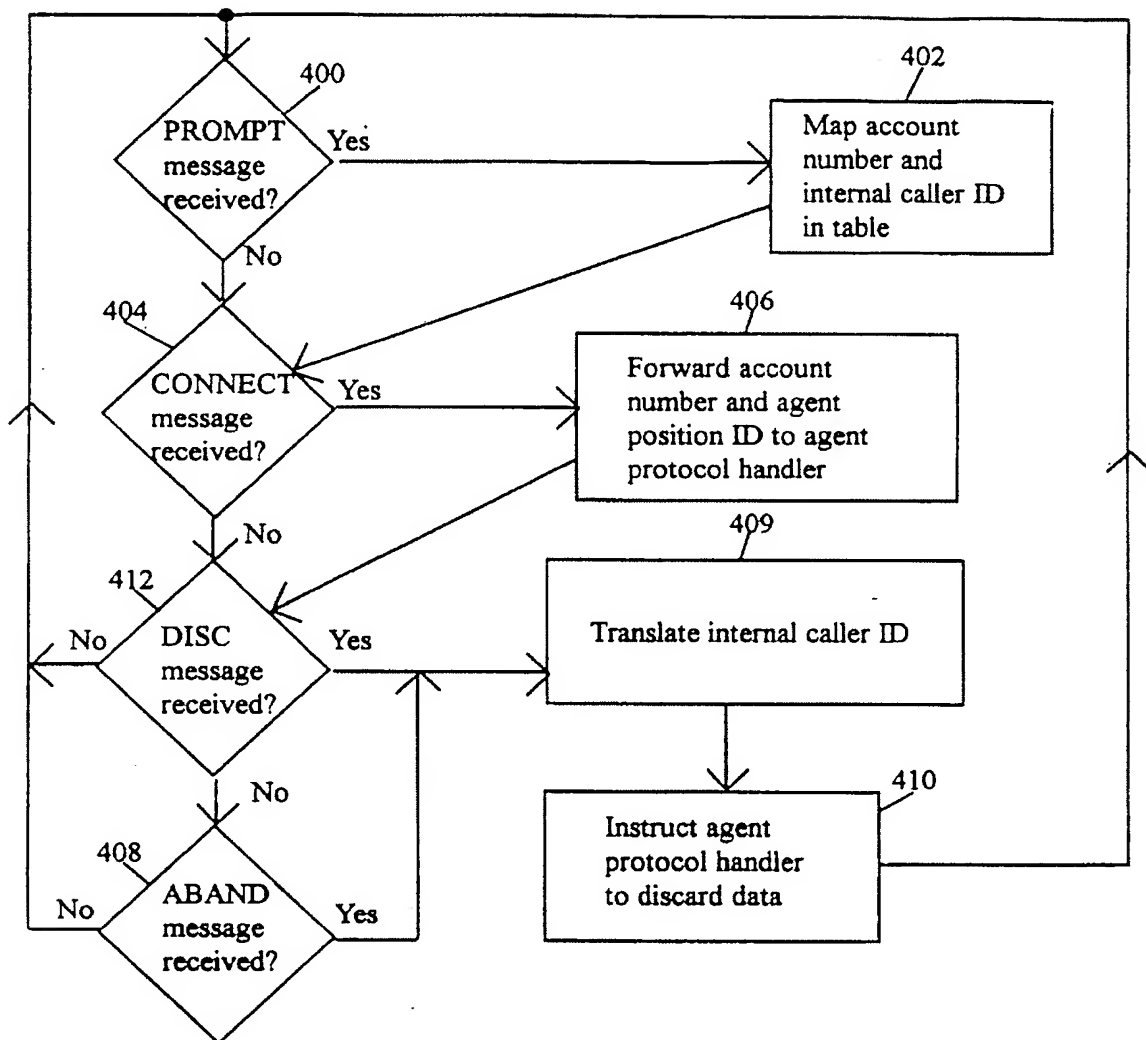 400
PROMPT
message
received?
Yes
No
402
Map account
number and
internal caller ID
in table
404
CONNECT
message
received?
Yes
No
406
Forward account
number and agent
position ID to agent
protocol handler
412
DISC
message
received?
No
Yes
No
409
Translate internal caller ID
410
Instruct agent
protocol handler
to discard data
408
ABAND
message
received?
No
Yes